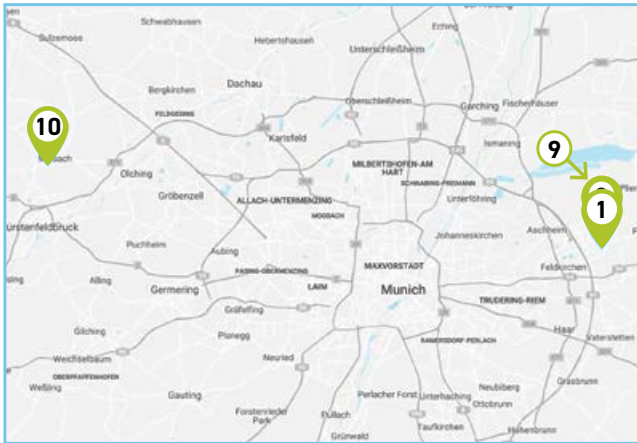 Schwabhausen
Eching
Sulzemoos
Hebertshausen
Unterschleißheim
Dachau
Bergkirchen
Garching
Fischerhäuser
Oberschleißheim
FELDGEDING
10
Karlsfeld
Ismaning
9
Olching
MILBERTSHOFEN-AM
HART
SCHWABING-FREIMANN
Gröbenzell
ALLACH-UNTERMENZING
Unterföhring
1
MOOSACH
Fürstenfeldbruck
Johanneskirchen
Aschheim
Puchheim
Aubing
MAXVORSTADT
Feldkirchen
PASING-OBERMENZING
Alling
Germering
LAIM
Munich
TRUDERING-RIEM
Gräfelfing
Gilching
Planegg
Haar
Vaterstetten
RAMERSDORF-PERLACH
Weichselbaum
Neuried
OBERPFAFFENHOFEN
Grasbrunn
Weßling
Neubiberg
Gauting
Perlacher Forst
Unterhaching
Ottobrunn
Forstenrieder
Park
Pullach
Taufkirchen
Hohenbrunn
Grünwald